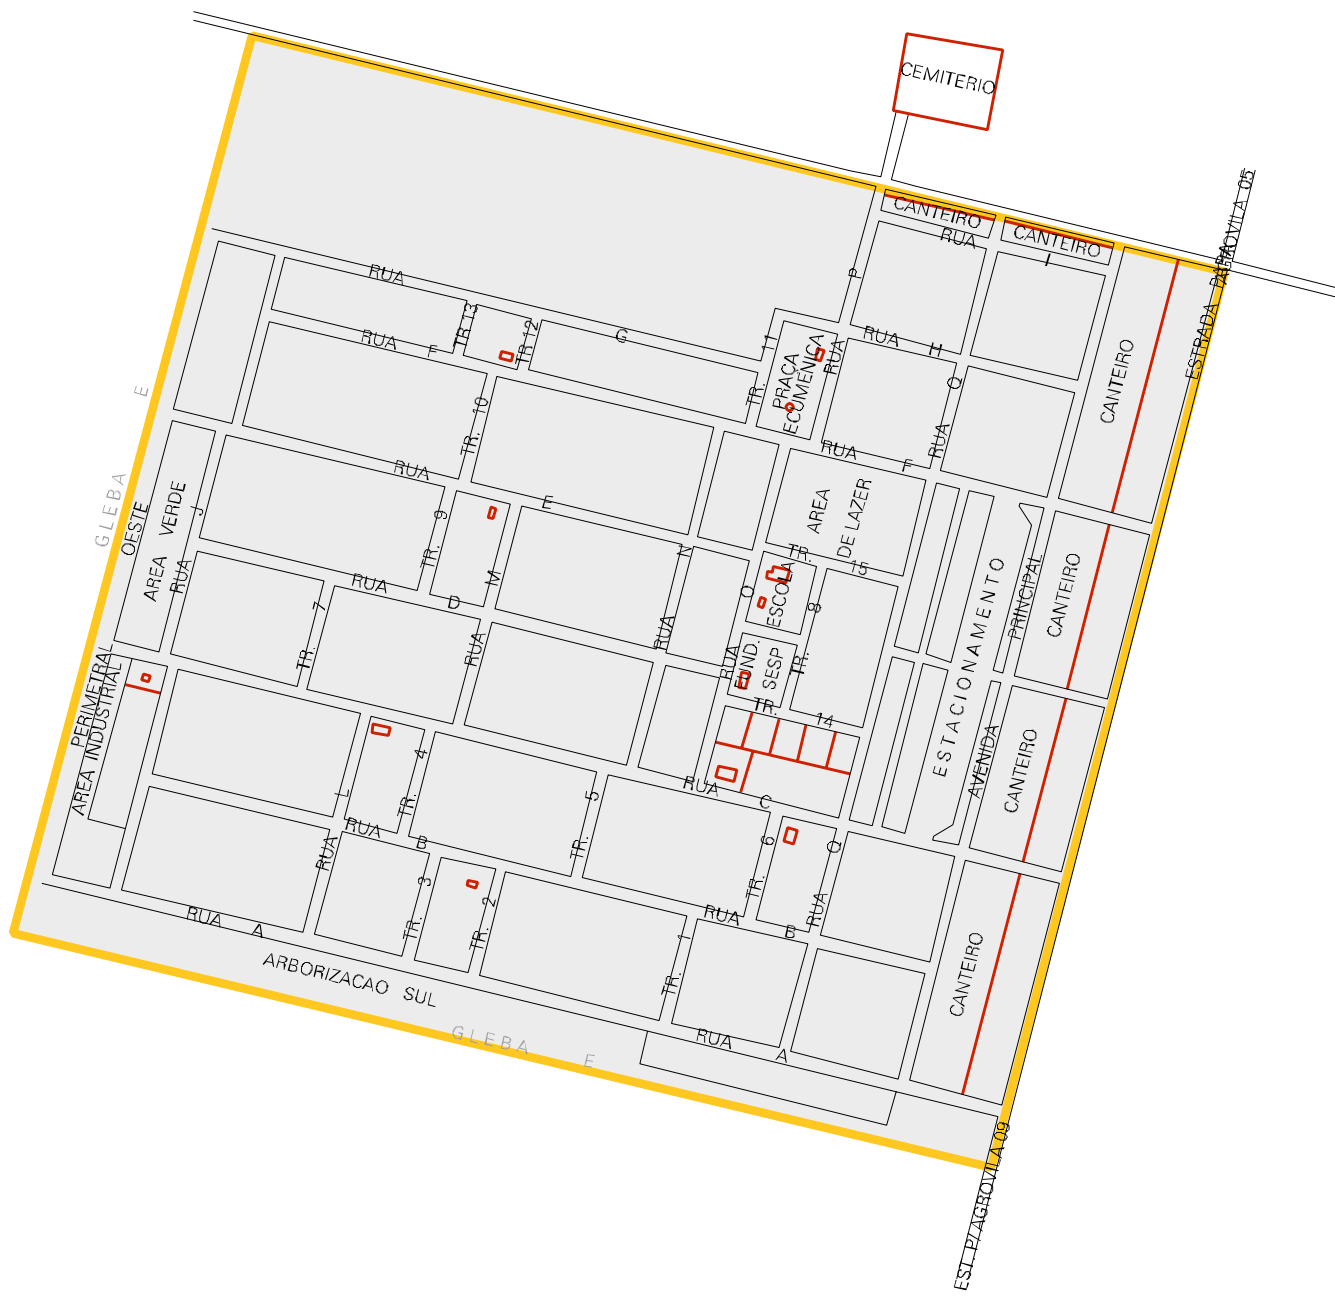 CEMITERIO
ESTRADA PARA
AGROVILA 05
CANTEIRO
CANTEIRO
RUA I
RUA P
RUA G
TR 13
TR 12
RUA F
TR. 11
PRAÇA
ECUMÊNICA
RUA
RUA H
RUA Q
CANTEIRO
GLEBA E
TR. 10
RUA E
RUA F
AREA
DE LAZER
OESTE
AREA VERDE
RUA J
TR. 9
M
RUA
RUA N
TR. 15
ESCOLA
RUA O
TR. 8
RUA D
TR. 7
FUND.
SESP
TR. 14
ESTACIONAMENTO
AVENIDA PRINCIPAL
CANTEIRO
CANTEIRO
PERIMETRAL
AREA INDUSTRIAL
RUA L
TR. 4
TR. 5
RUA C
RUA B
TR. 3
TR. 2
TR. 6
RUA Q
RUA B
TR. 1
RUA A
ARBORIZACAO SUL
GLEBA E
RUA A
CANTEIRO
EST. P/ AGROVILA 09